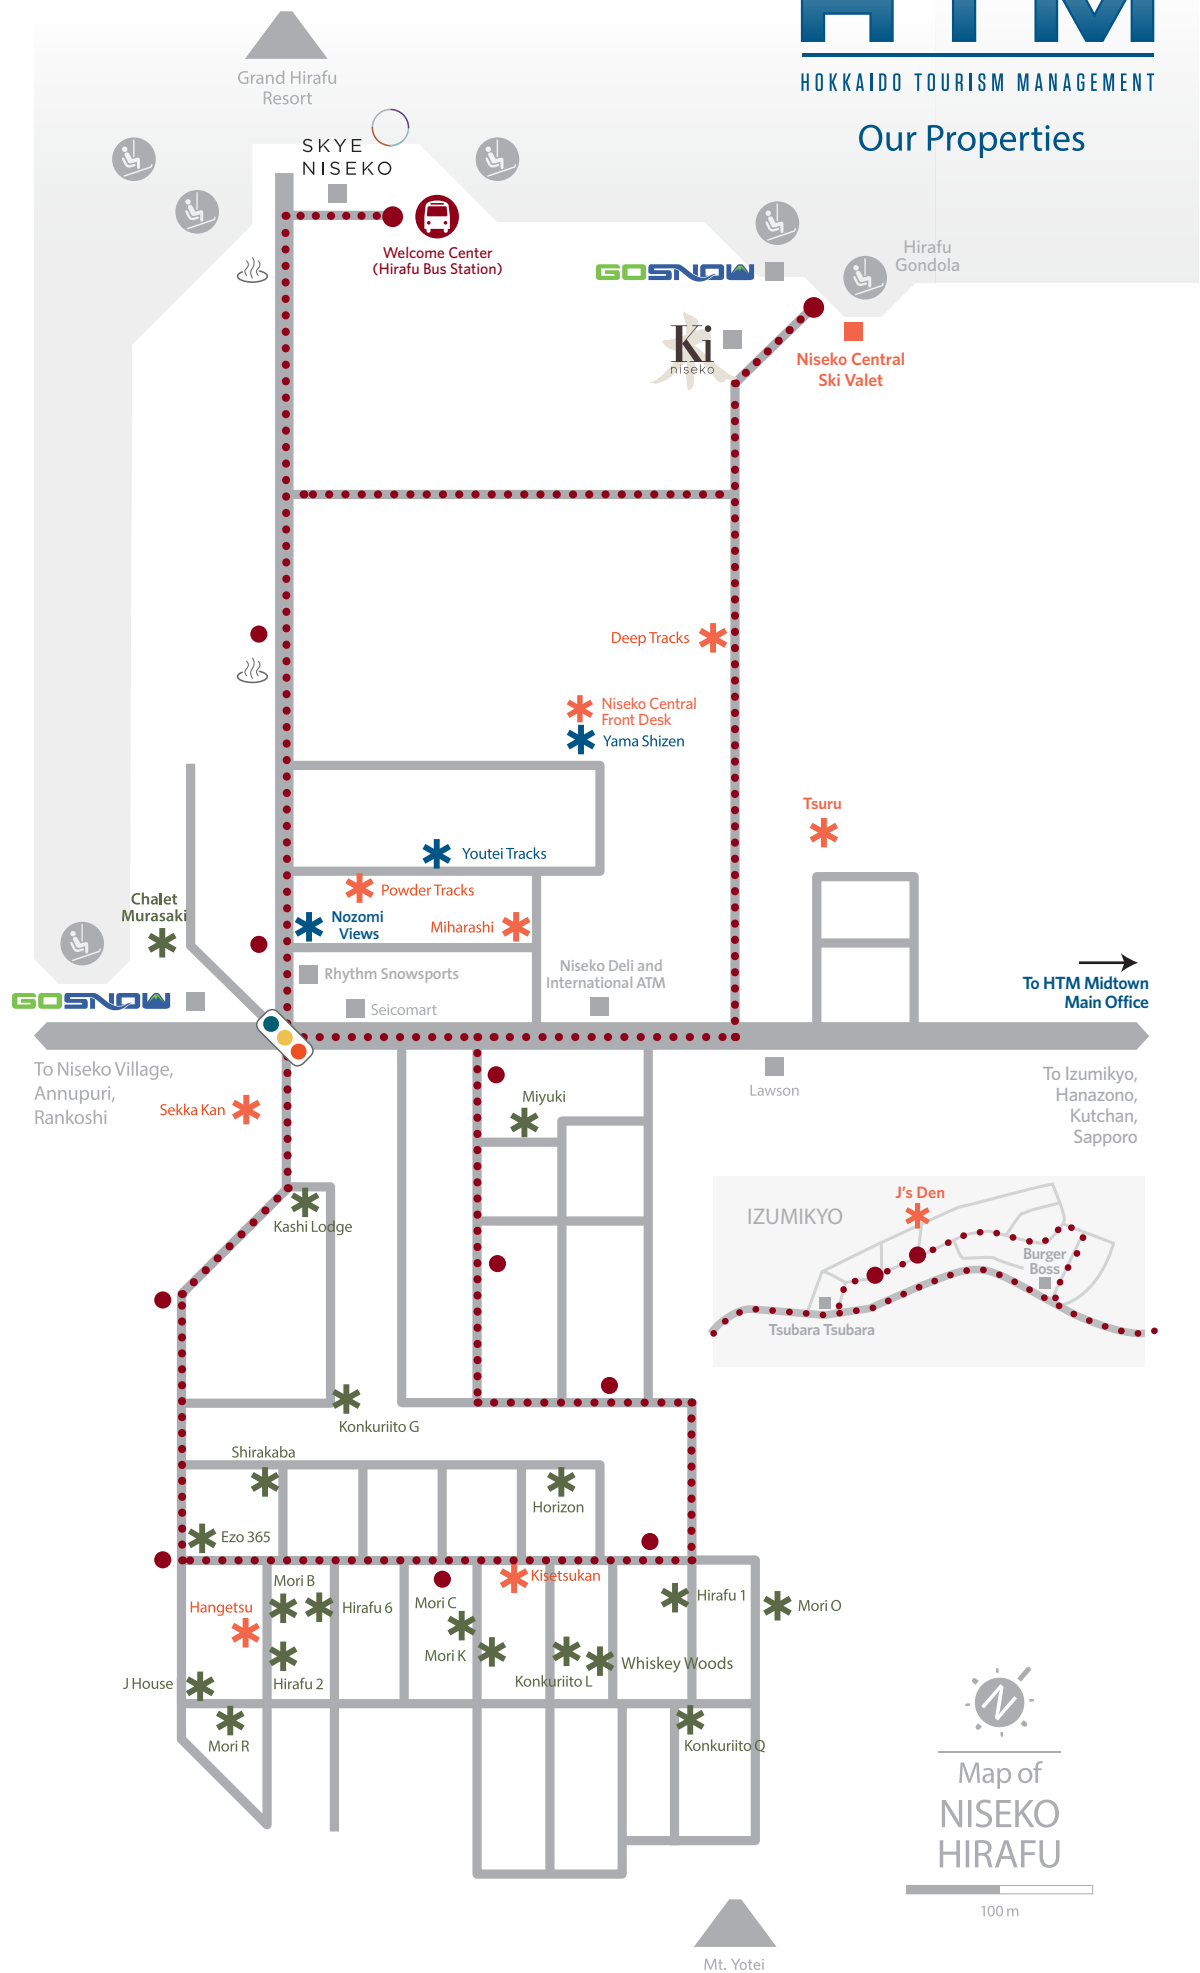 HTM
HOKKAIDO TOURISM MANAGEMENT
Our Properties
Grand Hirafu
Resort
SKYE
NISEKO
Welcome Center
(Hirafu Bus Station)
GOSNOW
Hirafu
Gondola
Ki
niseko
Niseko Central
Ski Valet
Deep Tracks
Niseko Central
Front Desk
Yama Shizen
Tsuru
Youtei Tracks
Powder Tracks
Chalet
Murasaki
Nozomi
Views
Miharashi
Rhythm Snowsports
Niseko Deli and
International ATM
Seicomart
GOSNOW
To HTM Midtown
Main Office
To Niseko Village,
Annupuri,
Rankoshi
Lawson
To Izumikyo,
Hanazono,
Kutchan,
Sapporo
Sekka Kan
Miyuki
Kashi Lodge
J's Den
IZUMIKYO
Burger
Boss
Tsubara Tsubara
Konkuriito G
Shirakaba
Horizon
Ezo 365
Kisetsukan
Mori B
Hangetsu
Hirafu 6
Mori C
Hirafu 1
Mori O
Mori K
Whiskey Woods
J House
Hirafu 2
Konkuriito L
Mori R
Konkuriito Q
N
Map of
NISEKO
HIRAFU
100 m
Mt. Yotei